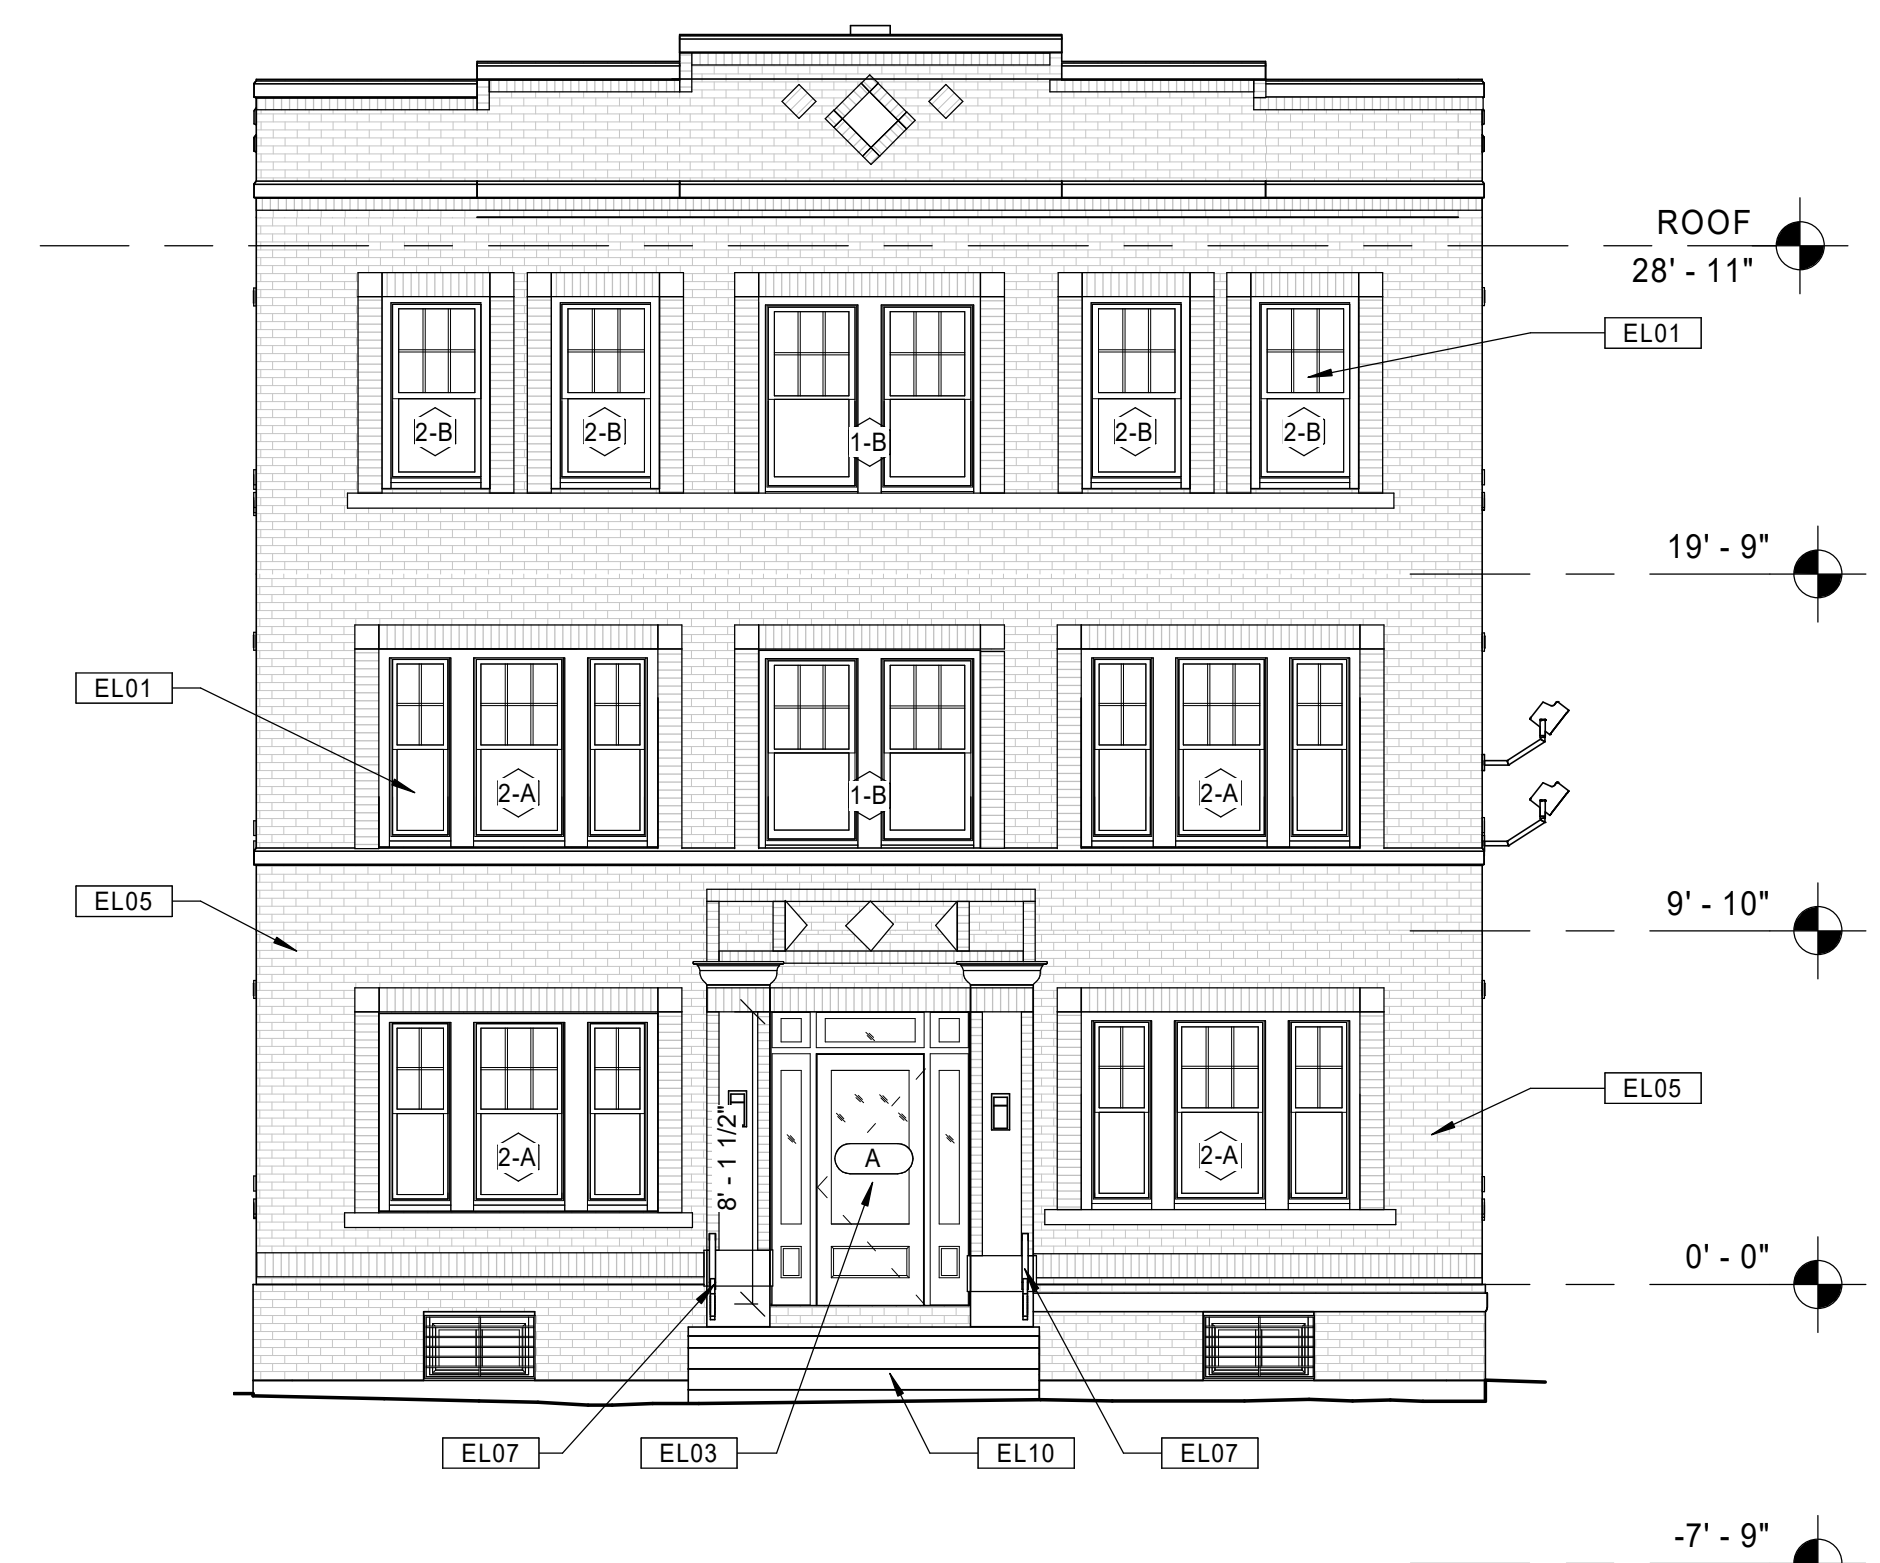 ROOF
28' - 11"
EL01
2-B
2-B
1-B
2-B
2-B
19' - 9"
EL01
2-A
1-B
2-A
EL05
9' - 10"
EL05
8' - 1 1/2"
A
2-A
2-A
0' - 0"
EL07
EL03
EL10
EL07
-7' - 9"